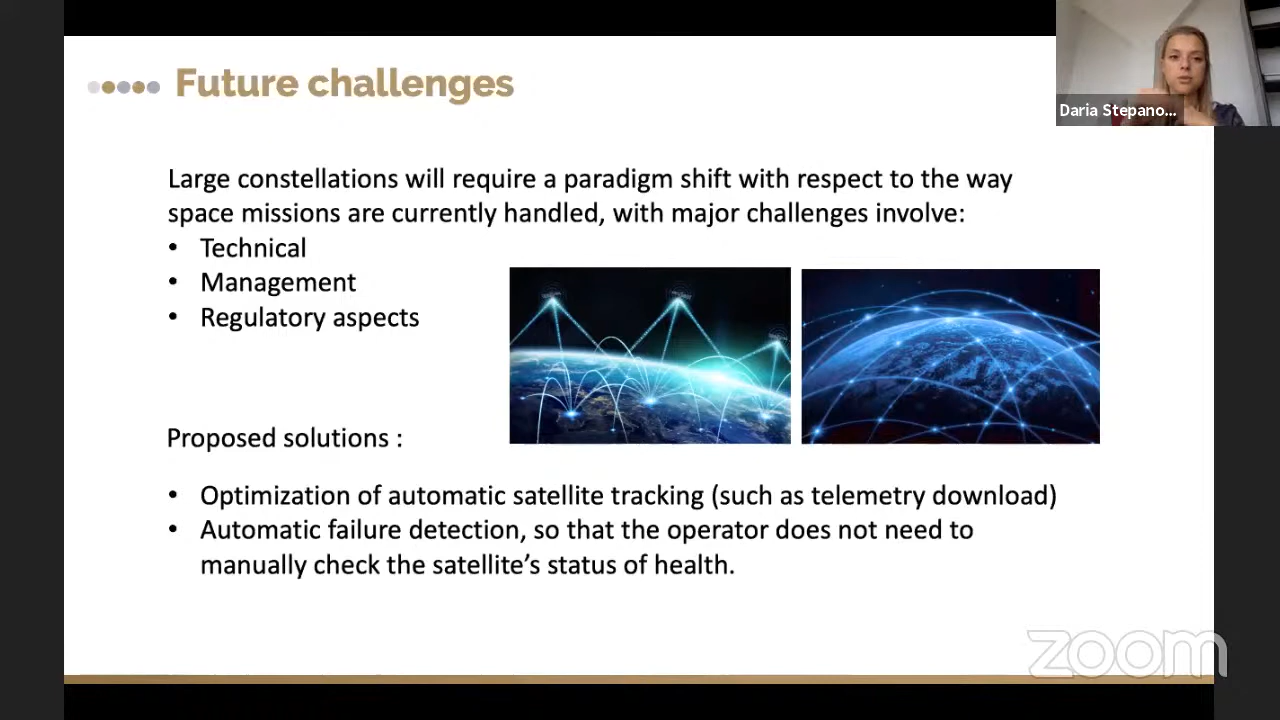 Future challenges
Daria Stepano...
Large constellations will require a paradigm shift with respect to the way
space missions are currently handled, with major challenges involve:
• Technical
• Management
• Regulatory aspects
Proposed solutions :
• Optimization of automatic satellite tracking (such as telemetry download)
• Automatic failure detection, so that the operator does not need to
manually check the satellite’s status of health.
zoom